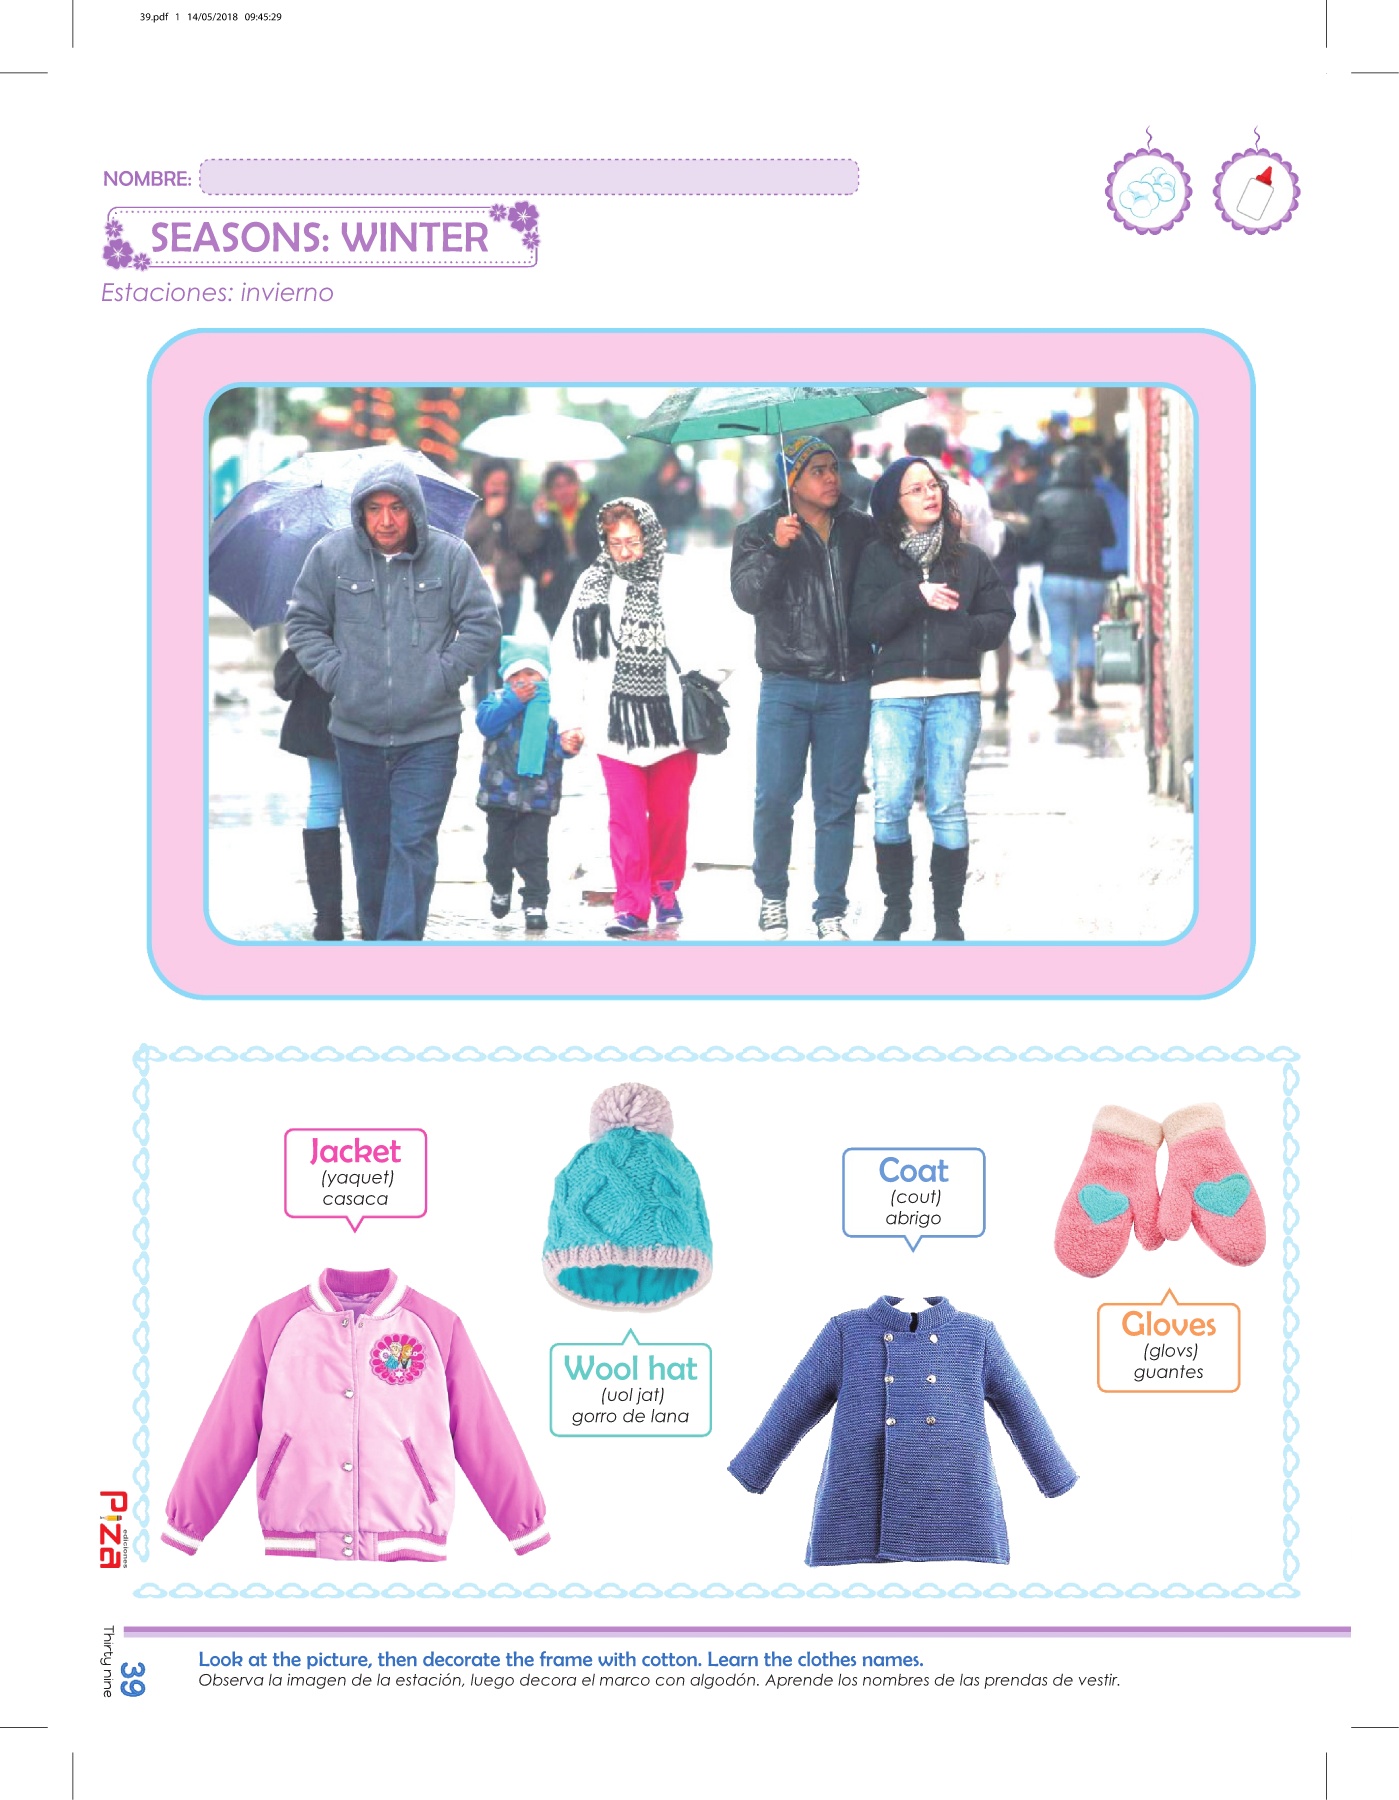 39.pdf 1 14/05/2018 09:45:29
NOMBRE:
SEASONS: WINTER
Estaciones: invierno
Jacket
(yaquet)
casaca
Wool hat
(uol jat)
gorro de lana
Coat
(cout)
abrigo
Gloves
(glovs)
guantes
Piza
ediciones
Thirty nine
39
Look at the picture, then decorate the frame with cotton. Learn the clothes names.
Observa la imagen de la estación, luego decora el marco con algodón. Aprende los nombres de las prendas de vestir.